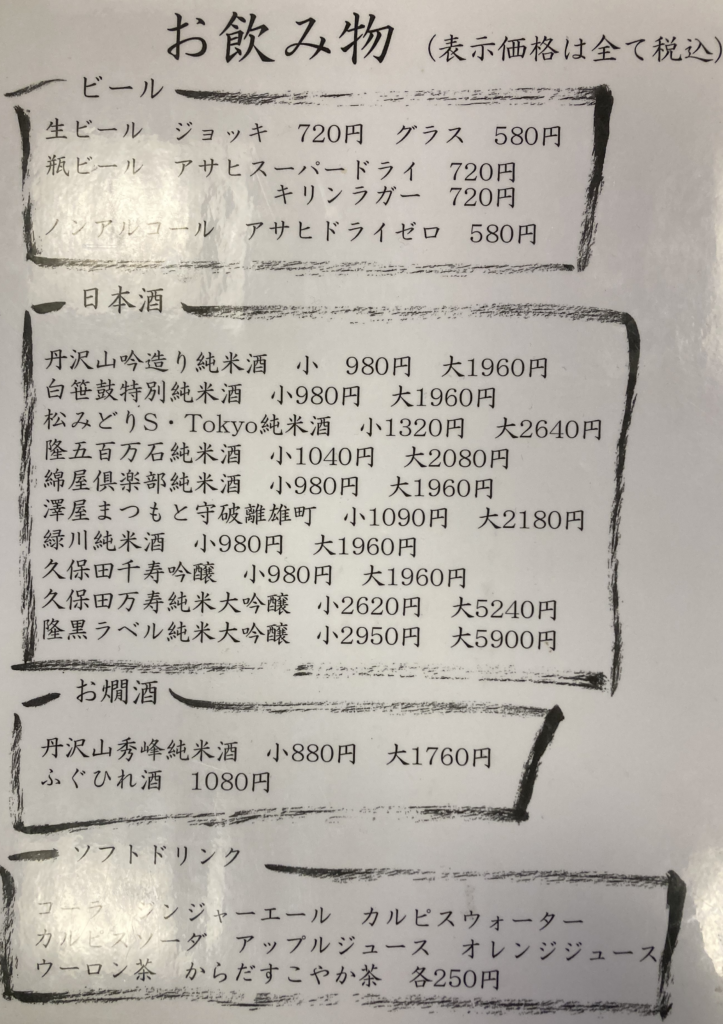 お飲み物 (表示価格は全て税込)
ビール
生ビール ジョッキ 720円 グラス 580円
瓶ビール アサヒスーパードライ 720円
キリンラガー 720円
ノンアルコール アサヒドライゼロ 580円
日本酒
丹沢山吟造り純米酒 小 980円 大1960円
白笹鼓特別純米酒 小980円 大1960円
松みどりS・Tokyo純米酒 小1320円 大2640円
隆五百万石純米酒 小1040円 大2080円
綿屋倶楽部純米酒 小980円 大1960円
澤屋まつもと守破離雄町 小1090円 大2180円
緑川純米酒 小980円 大1960円
久保田千寿吟醸 小980円 大1960円
久保田万寿純米大吟醸 小2620円 大5240円
隆黒ラベル純米大吟醸 小2950円 大5900円
お燗酒
丹沢山秀峰純米酒 小880円 大1760円
ふぐひれ酒 1080円
ソフトドリンク
コーラ ジンジャーエール カルピスウォーター
カルピスソーダ アップルジュース オレンジジュース
ウーロン茶 からだすこやか茶 各250円